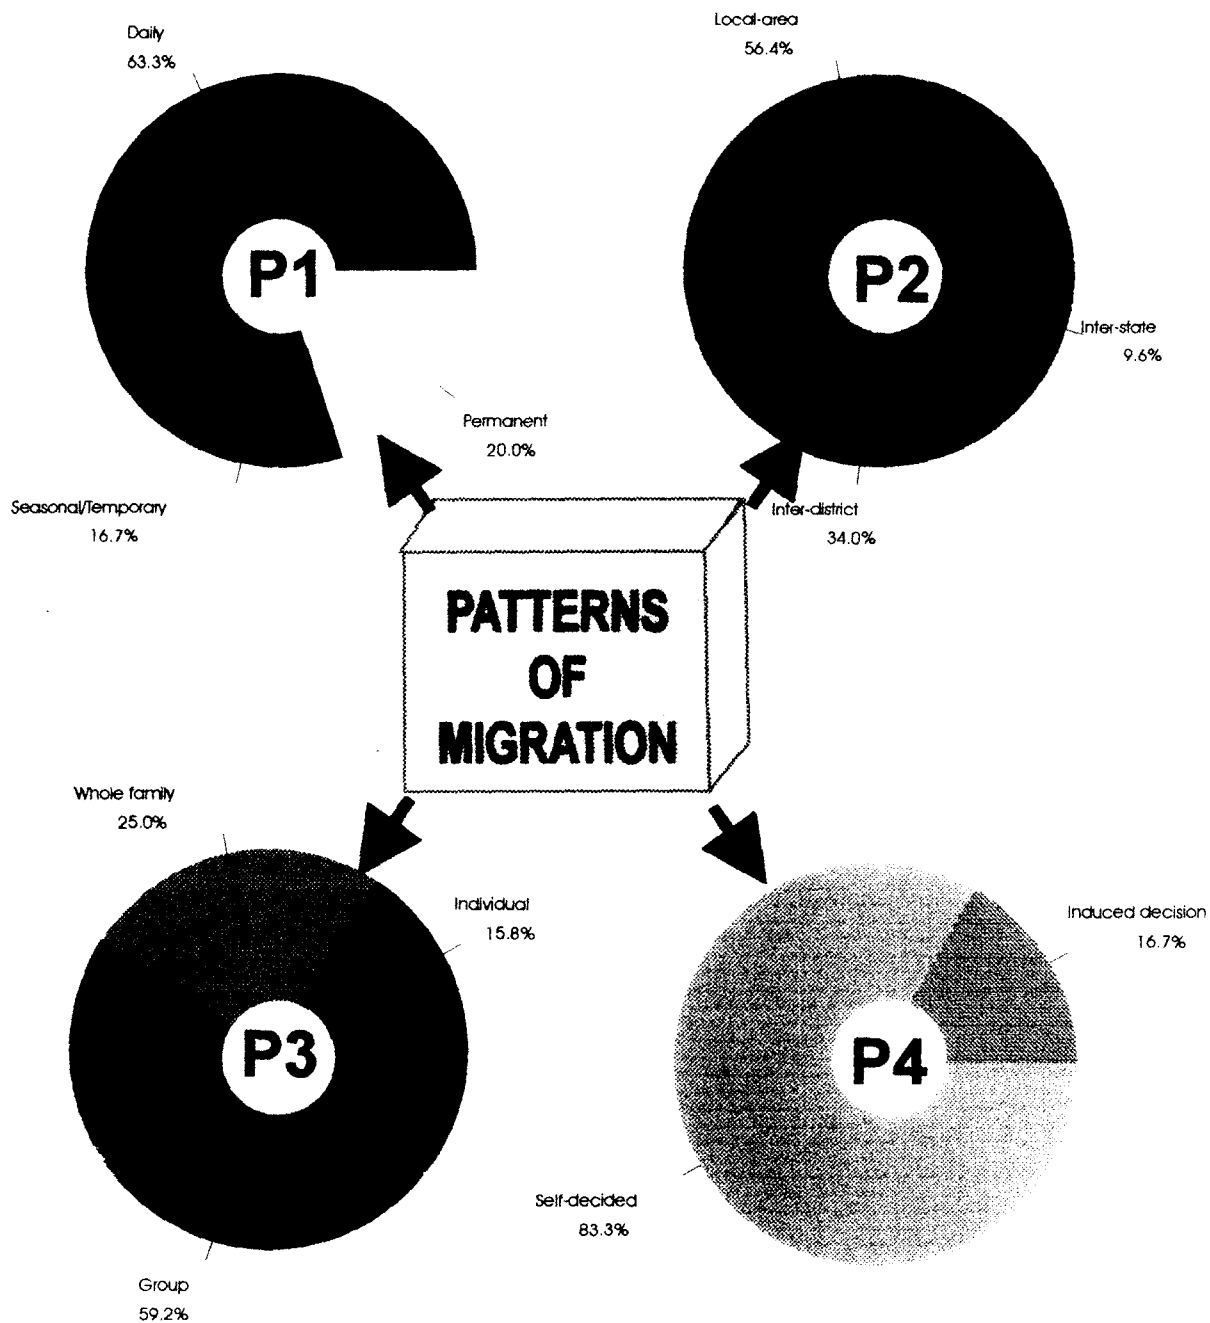 Daily
63.3%
P1
Permanent
20.0%
Seasonal/Temporary
16.7%
Local-area
56.4%
P2
Inter-state
9.6%
Inter-district
34.0%
PATTERNS
OF
MIGRATION
Whole family
25.0%
Individual
15.8%
P3
Group
59.2%
Induced decision
16.7%
P4
Self-decided
83.3%